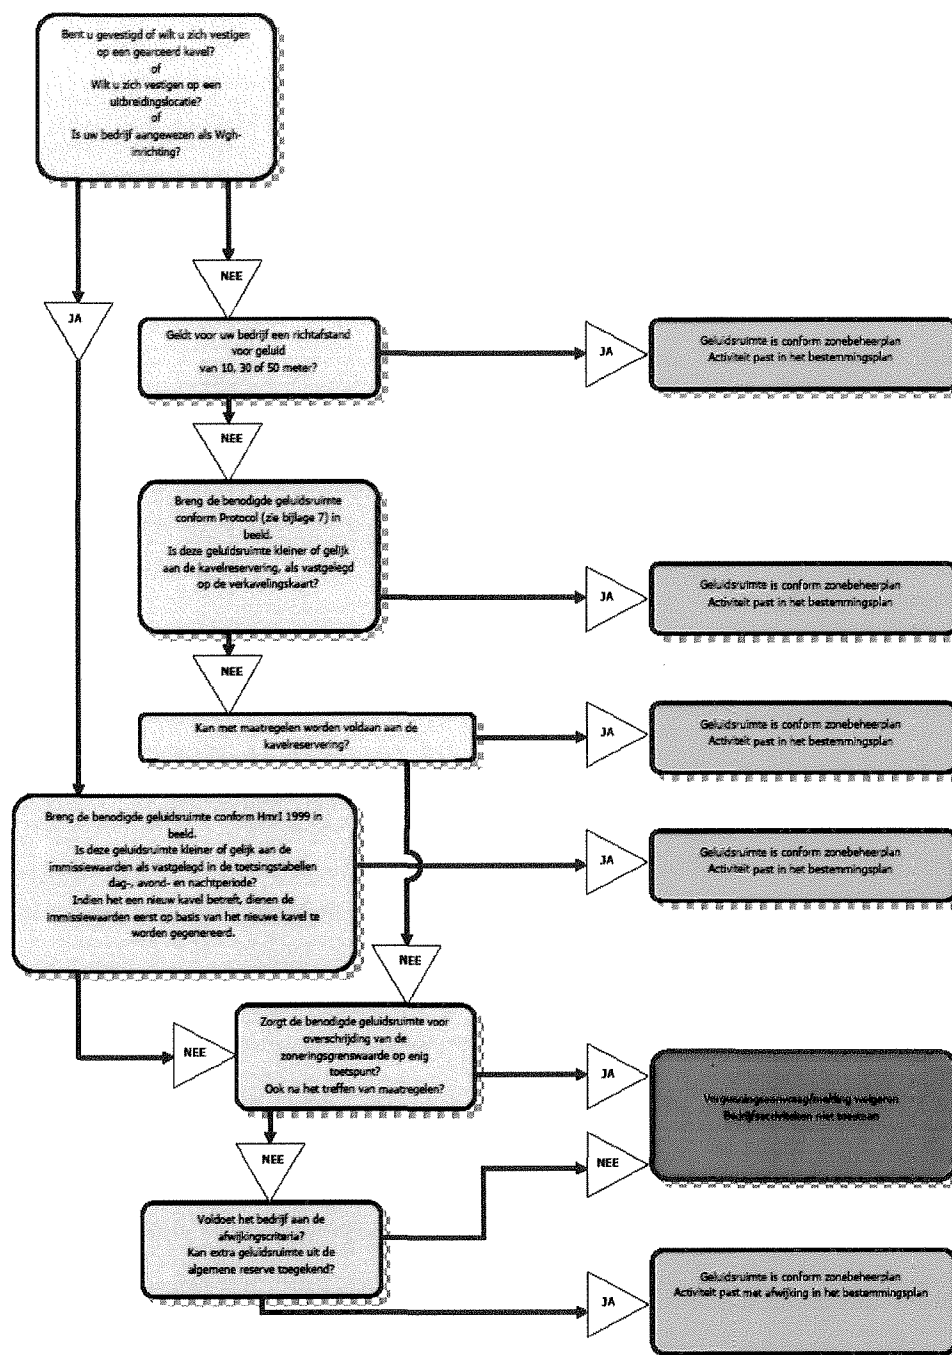 Bent u gevestigd of wilt u zich vestigen
op een gearceerd kavel?
of
Wilt u zich vestigen op een
uitbreidingslocatie?
of
Is uw bedrijf aangewezen als Wgh-
inrichting?
NEE
JA
Geldt voor uw bedrijf een richtafstand
voor geluid
van 10, 30 of 50 meter?
JA
Geluidsruimte is conform zonebeheerplan
Activiteit past in het bestemmingsplan
NEE
Breng de benodigde geluidsruimte
conform Protocol (zie bijlage 7) in
beeld.
Is deze geluidsruimte kleiner of gelijk
aan de kavelreservering, als vastgelegd
op de verkavelingskaart?
JA
Geluidsruimte is conform zonebeheerplan
Activiteit past in het bestemmingsplan
NEE
Kan met maatregelen worden voldaan aan de
kavelreservering?
JA
Geluidsruimte is conform zonebeheerplan
Activiteit past in het bestemmingsplan
Breng de benodigde geluidsruimte conform HmrI 1999 in
beeld.
Is deze geluidsruimte kleiner of gelijk aan de
immissiewaarden als vastgelegd in de toetsingstabellen
dag-, avond- en nachtperiode?
Indien het een nieuw kavel betreft, dienen de
immissiewaarden eerst op basis van het nieuwe kavel te
worden gegenereerd.
JA
Geluidsruimte is conform zonebeheerplan
Activiteit past in het bestemmingsplan
NEE
NEE
Zorgt de benodigde geluidsruimte voor
overschrijding van de
zoneringsgrenswaarde op enig
toetspunt?
Ook na het treffen van maatregelen?
JA
Vergunningaanvraag/melding weigeren
Bedrijfsactiviteiten niet toestaan
NEE
NEE
Voldoet het bedrijf aan de
afwijkingscriteria?
Kan extra geluidsruimte uit de
algemene reserve toegekend?
JA
Geluidsruimte is conform zonebeheerplan
Activiteit past met afwijking in het bestemmingsplan